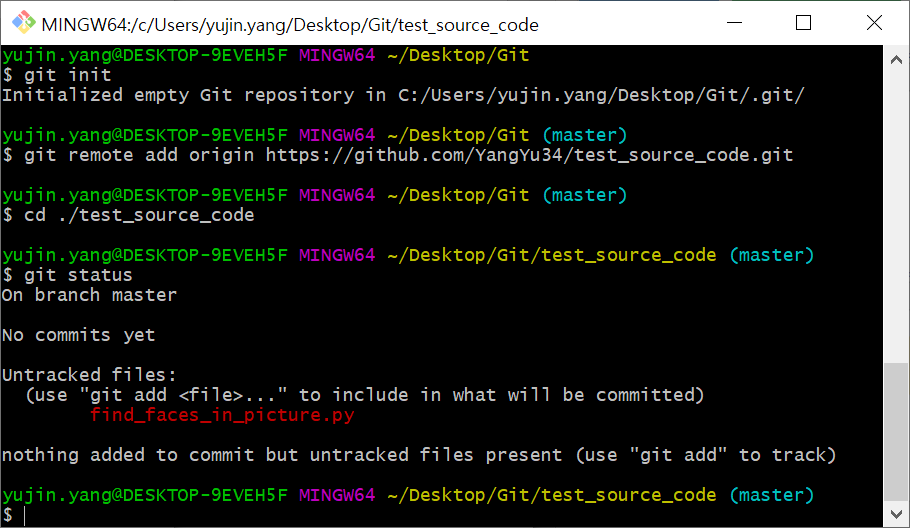 MINGW64:/c/Users/yujin.yang/Desktop/Git/test_source_code
yujin.yang@DESKTOP-9EVEH5F MINGW64 ~/Desktop/Git
$ git init
Initialized empty Git repository in C:/Users/yujin.yang/Desktop/Git/.git/
yujin.yang@DESKTOP-9EVEH5F MINGW64 ~/Desktop/Git (master)
$ git remote add origin https://github.com/YangYu34/test_source_code.git
yujin.yang@DESKTOP-9EVEH5F MINGW64 ~/Desktop/Git (master)
$ cd ./test_source_code
yujin.yang@DESKTOP-9EVEH5F MINGW64 ~/Desktop/Git/test_source_code (master)
$ git status
On branch master
No commits yet
Untracked files:
  (use "git add <file>..." to include in what will be committed)
        find_faces_in_picture.py
nothing added to commit but untracked files present (use "git add" to track)
yujin.yang@DESKTOP-9EVEH5F MINGW64 ~/Desktop/Git/test_source_code (master)
$